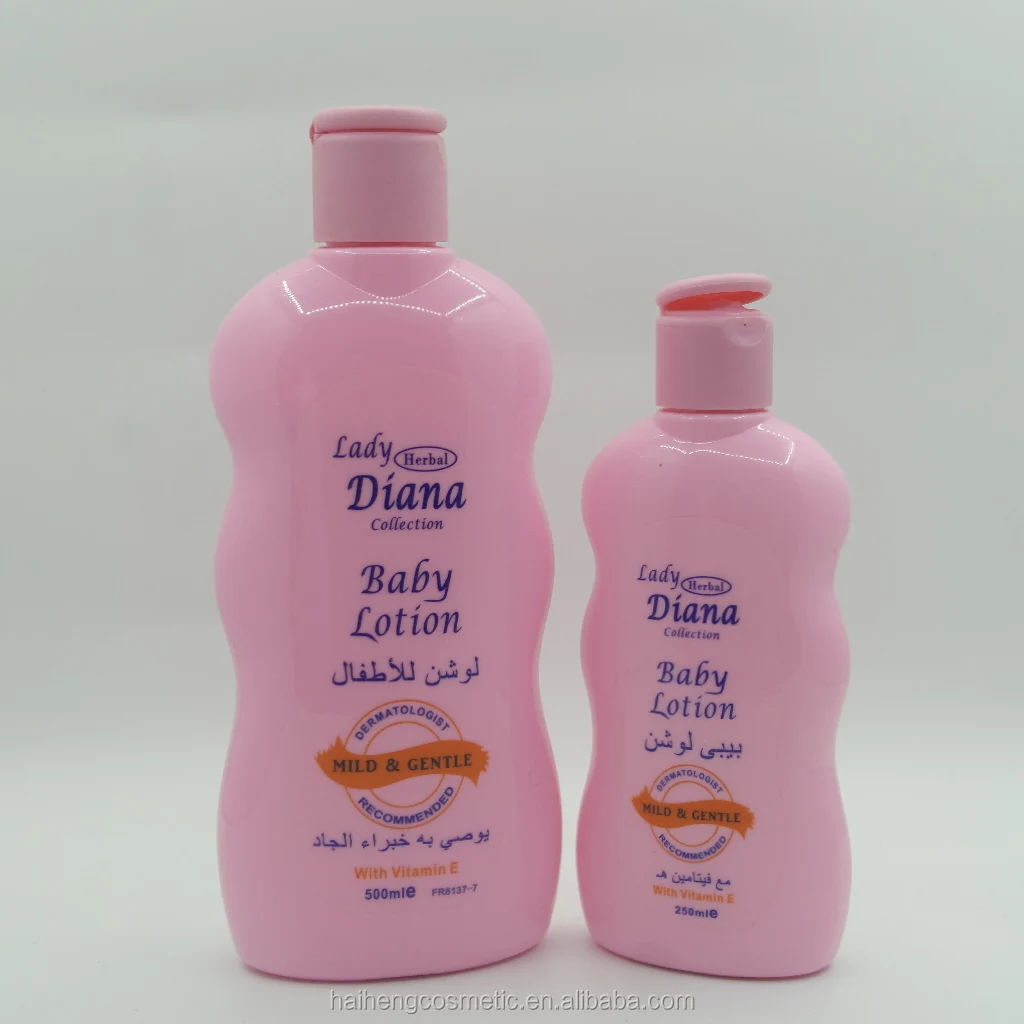 Lady Herbal
Diana
Collection
Baby
Lotion
لوشن للأطفال
DERMATOLOGIST
MILD & GENTLE
RECOMMENDED
يوصي به خبراء الجاد
With Vitamin E
500ml℮ FR8137-7
Lady Herbal
Diana
Collection
Baby
Lotion
بيبى لوشن
DERMATOLOGIST
MILD & GENTLE
RECOMMENDED
مع فيتامين هـ
With Vitamin E
250ml℮
haihengcosmetic.en.alibaba.com